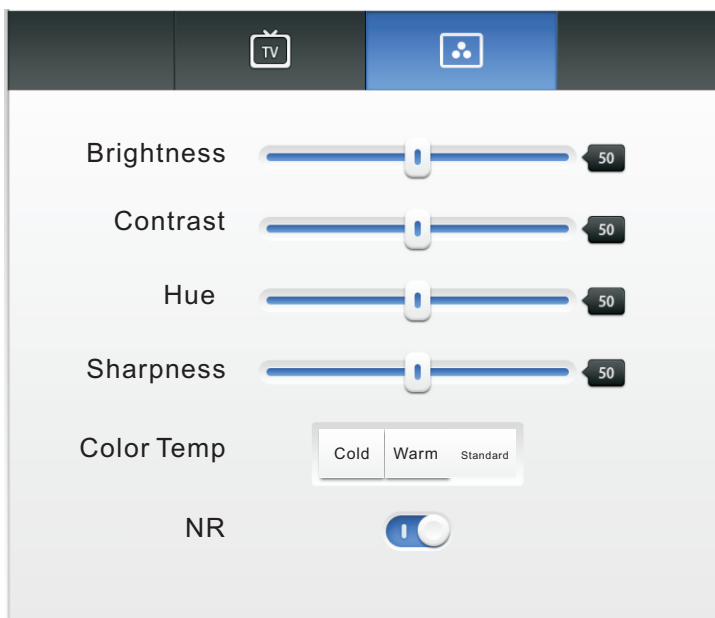 TV
Brightness 50
Contrast 50
Hue 50
Sharpness 50
Color Temp Cold Warm Standard
NR